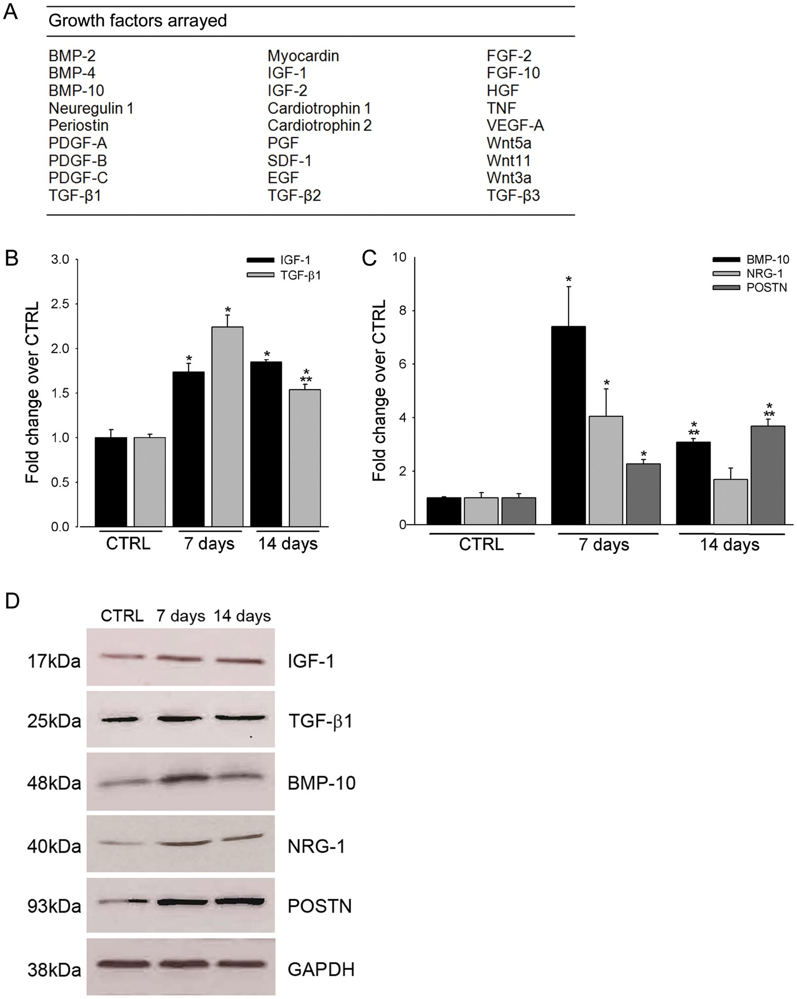 A
Growth factors arrayed
BMP-2 Myocardin FGF-2
BMP-4 IGF-1 FGF-10
BMP-10 IGF-2 HGF
Neuregulin 1 Cardiotrophin 1 TNF
Periostin Cardiotrophin 2 VEGF-A
PDGF-A PGF Wnt5a
PDGF-B SDF-1 Wnt11
PDGF-C EGF Wnt3a
TGF-β1 TGF-β2 TGF-β3
B
Fold change over CTRL
3.0
2.5
2.0
1.5
1.0
0.5
0.0
IGF-1
TGF-β1
*
*
*
*
**
CTRL 7 days 14 days
C
Fold change over CTRL
10
8
6
4
2
0
BMP-10
NRG-1
POSTN
*
*
*
*
**
*
**
CTRL 7 days 14 days
D
CTRL 7 days 14 days
17kDa IGF-1
25kDa TGF-β1
48kDa BMP-10
40kDa NRG-1
93kDa POSTN
38kDa GAPDH